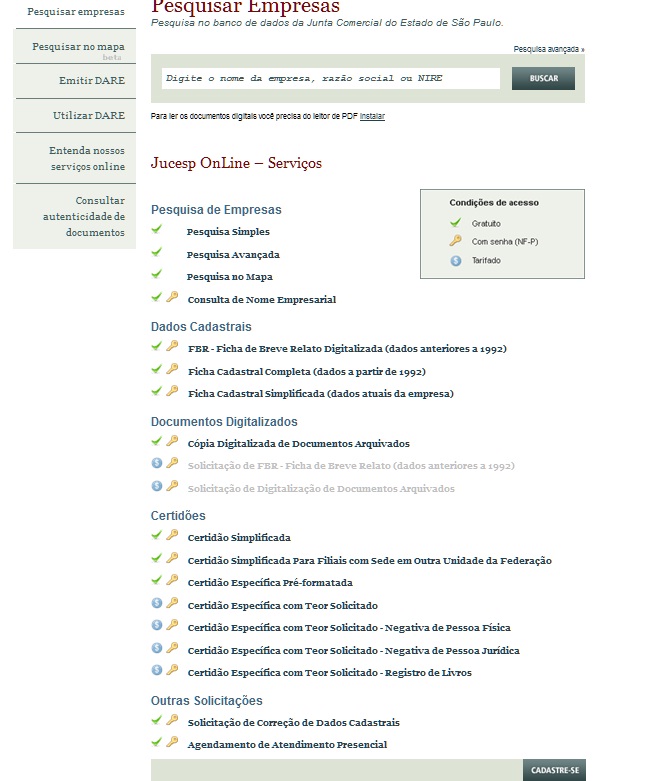 Pesquisar empresas
Pesquisar no mapa
beta
Emitir DARE
Utilizar DARE
Entenda nossos
serviços online
Consultar
autenticidade de
documentos
Pesquisar Empresas
Pesquisa no banco de dados da Junta Comercial do Estado de São Paulo.
Pesquisa avançada »
Digite o nome da empresa, razão social ou NIRE
BUSCAR
Para ler os documentos digitais você precisa do leitor de PDF Instalar
Jucesp OnLine – Serviços
Condições de acesso
Gratuito
Com senha (NF-P)
Tarifado
Pesquisa de Empresas
Pesquisa Simples
Pesquisa Avançada
Pesquisa no Mapa
Consulta de Nome Empresarial
Dados Cadastrais
FBR - Ficha de Breve Relato Digitalizada (dados anteriores a 1992)
Ficha Cadastral Completa (dados a partir de 1992)
Ficha Cadastral Simplificada (dados atuais da empresa)
Documentos Digitalizados
Cópia Digitalizada de Documentos Arquivados
Solicitação de FBR - Ficha de Breve Relato (dados anteriores a 1992)
Solicitação de Digitalização de Documentos Arquivados
Certidões
Certidão Simplificada
Certidão Simplificada Para Filiais com Sede em Outra Unidade da Federação
Certidão Específica Pré-formatada
Certidão Específica com Teor Solicitado
Certidão Específica com Teor Solicitado - Negativa de Pessoa Física
Certidão Específica com Teor Solicitado - Negativa de Pessoa Jurídica
Certidão Específica com Teor Solicitado - Registro de Livros
Outras Solicitações
Solicitação de Correção de Dados Cadastrais
Agendamento de Atendimento Presencial
CADASTRE-SE